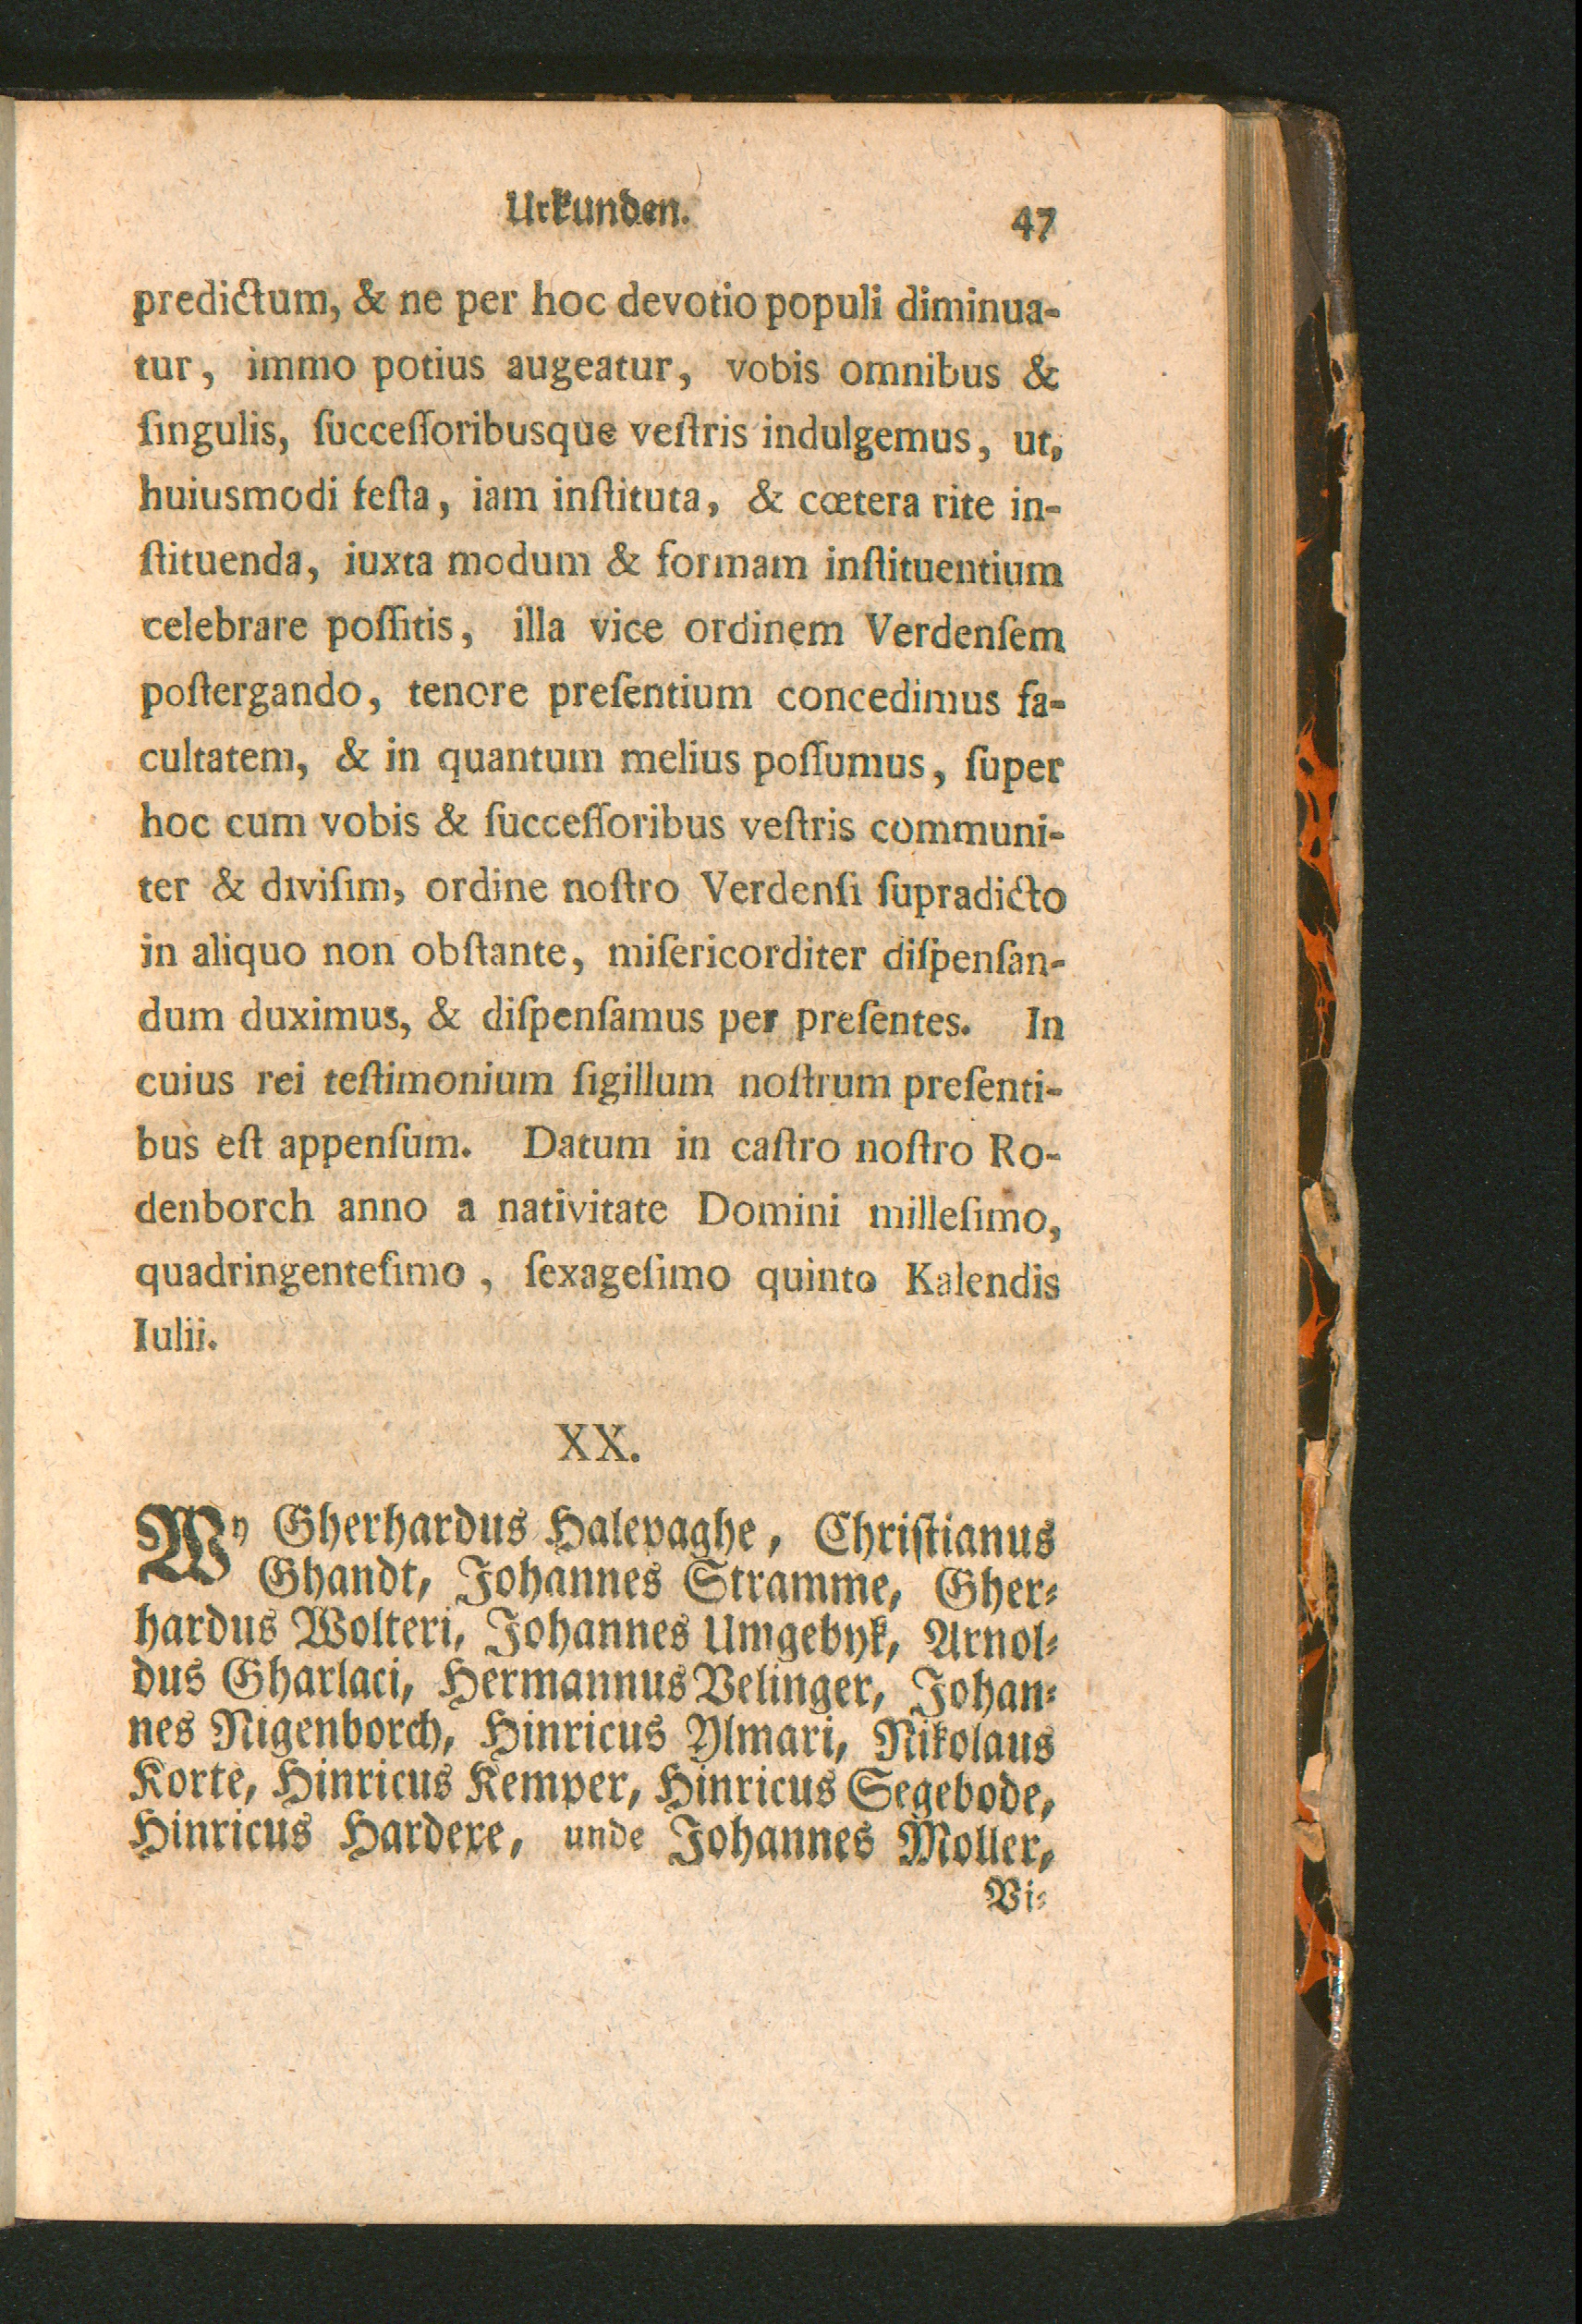 Urkunden. 47
predictum, & ne per hoc devotio populi diminua-
tur, immo potius augeatur, vobis omnibus &
ſingulis, ſucceſſoribusque veſtris indulgemus, ut,
huiusmodi feſta, iam inſtituta, & cœtera rite in-
ſtituenda, iuxta modum & formam inſtituentium
celebrare poſſitis, illa vice ordinem Verdenſem
poſtergando, tenore preſentium concedimus fa-
cultatem, & in quantum melius poſſumus, ſuper
hoc cum vobis & ſucceſſoribus veſtris communi-
ter & diviſim, ordine noſtro Verdenſi ſupradicto
in aliquo non obſtante, miſericorditer diſpenſan-
dum duximus, & diſpenſamus per preſentes. In
cuius rei teſtimonium ſigillum noſtrum preſenti-
bus eſt appenſum. Datum in caſtro noſtro Ro-
denborch anno a nativitate Domini milleſimo,
quadringenteſimo, ſexageſimo quinto Kalendis
Iulii.
XX.
Wy Gherhardus Halepaghe, Chriſtianus
Ghandt, Johannes Stramme, Gher-
hardus Wolteri, Johannes Umgebyk, Arnol-
dus Gharlaci, Hermannus Velinger, Johan-
nes Nigenborch, Hinricus Ylmari, Nikolaus
Korte, Hinricus Kemper, Hinricus Segebode,
Hinricus Hardere, unde Johannes Moller,
Vi-